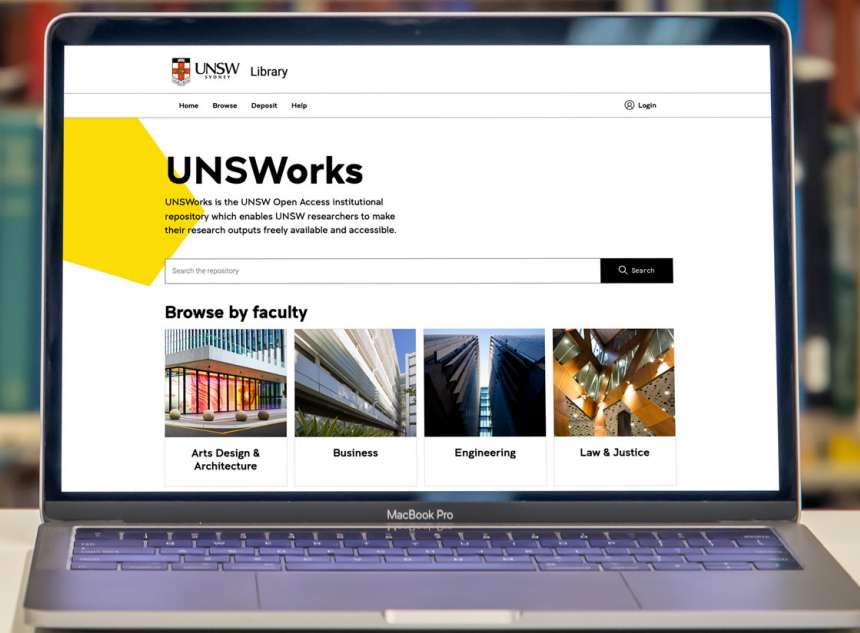 UNSW
SYDNEY
Library
Home Browse Deposit Help Login
UNSWorks
UNSWorks is the UNSW Open Access institutional
repository which enables UNSW researchers to make
their research outputs freely available and accessible.
Search the repository
Search
Browse by faculty
Arts Design &
Architecture
Business
Engineering
Law & Justice
MacBook Pro